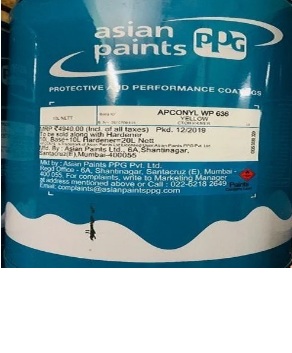 asian
paints PPG
PROTECTIVE AND PERFORMANCE COATINGS
APCONYL WP 636
YELLOW
MRP ₹4940.00 (Incl. of all taxes) Pkd. 12/2019
To be sold along with Hardener
10L Base+10L Hardener=20L Nett
Mfd. By : Asian Paints Ltd., 6A,Shantinagar,
Santacruz(E),Mumbai-400055
Mfd. by : Asian Paints PPG Pvt. Ltd.
Regd Office - 6A, Shantinagar, Santacruz (E), Mumbai -
400 055. For complaints, write to Marketing Manager
at address mentioned above or Call : 022-6218 2649
Email: complaints@asianpaintsppg.com